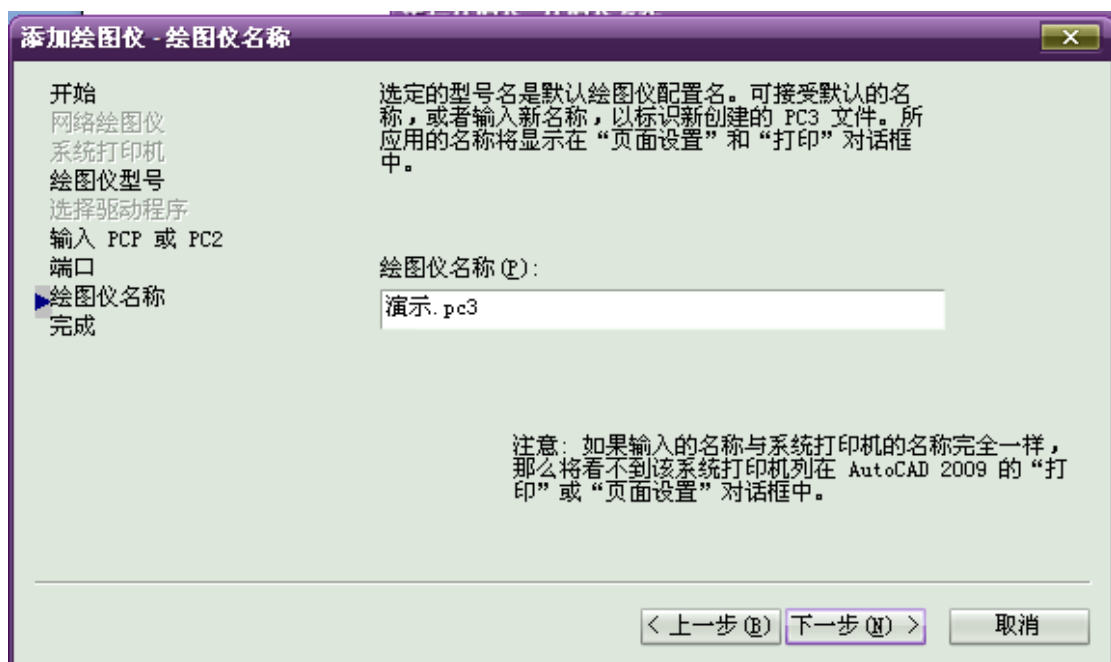 添加绘图仪 - 绘图仪名称
开始
网络绘图仪
系统打印机
绘图仪型号
选择驱动程序
输入 PCP 或 PC2
端口
绘图仪名称
完成
选定的型号名是默认绘图仪配置名。可接受默认的名
称，或者输入新名称，以标识新创建的 PC3 文件。所
应用的名称将显示在“页面设置”和“打印”对话框
中。
绘图仪名称(P):
演示.pc3
注意: 如果输入的名称与系统打印机的名称完全一样，
那么将看不到该系统打印机列在 AutoCAD 2009 的“打
印”或“页面设置”对话框中。
< 上一步(B)
下一步(N) >
取消